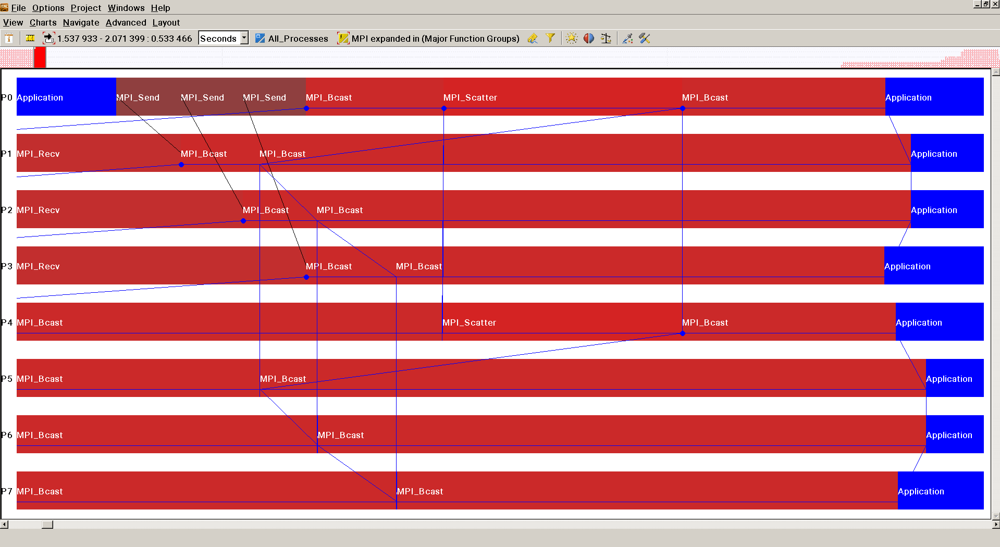 ITAC
File Options Project Windows Help
View Charts Navigate Advanced Layout
1.537 933 - 2.071 399 : 0.533 466 Seconds All_Processes MPI expanded in (Major Function Groups)
P0 Application MPI_Send MPI_Send MPI_Send MPI_Bcast MPI_Scatter MPI_Bcast Application
P1 MPI_Recv MPI_Bcast MPI_Bcast Application
P2 MPI_Recv MPI_Bcast MPI_Bcast Application
P3 MPI_Recv MPI_Bcast MPI_Bcast Application
P4 MPI_Bcast MPI_Scatter MPI_Bcast Application
P5 MPI_Bcast MPI_Bcast Application
P6 MPI_Bcast MPI_Bcast Application
P7 MPI_Bcast MPI_Bcast Application